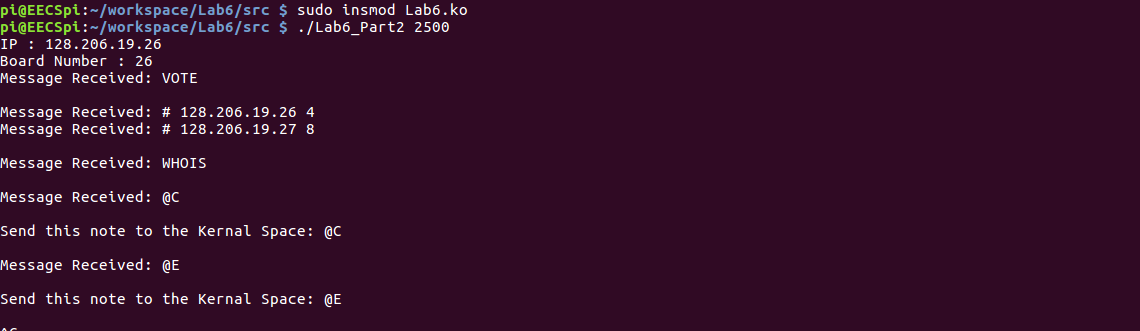 pi@EECSpi:~/workspace/Lab6/src $ sudo insmod Lab6.ko
pi@EECSpi:~/workspace/Lab6/src $ ./Lab6_Part2 2500
IP : 128.206.19.26
Board Number : 26
Message Received: VOTE
Message Received: # 128.206.19.26 4
Message Received: # 128.206.19.27 8
Message Received: WHOIS
Message Received: @C
Send this note to the Kernal Space: @C
Message Received: @E
Send this note to the Kernal Space: @E